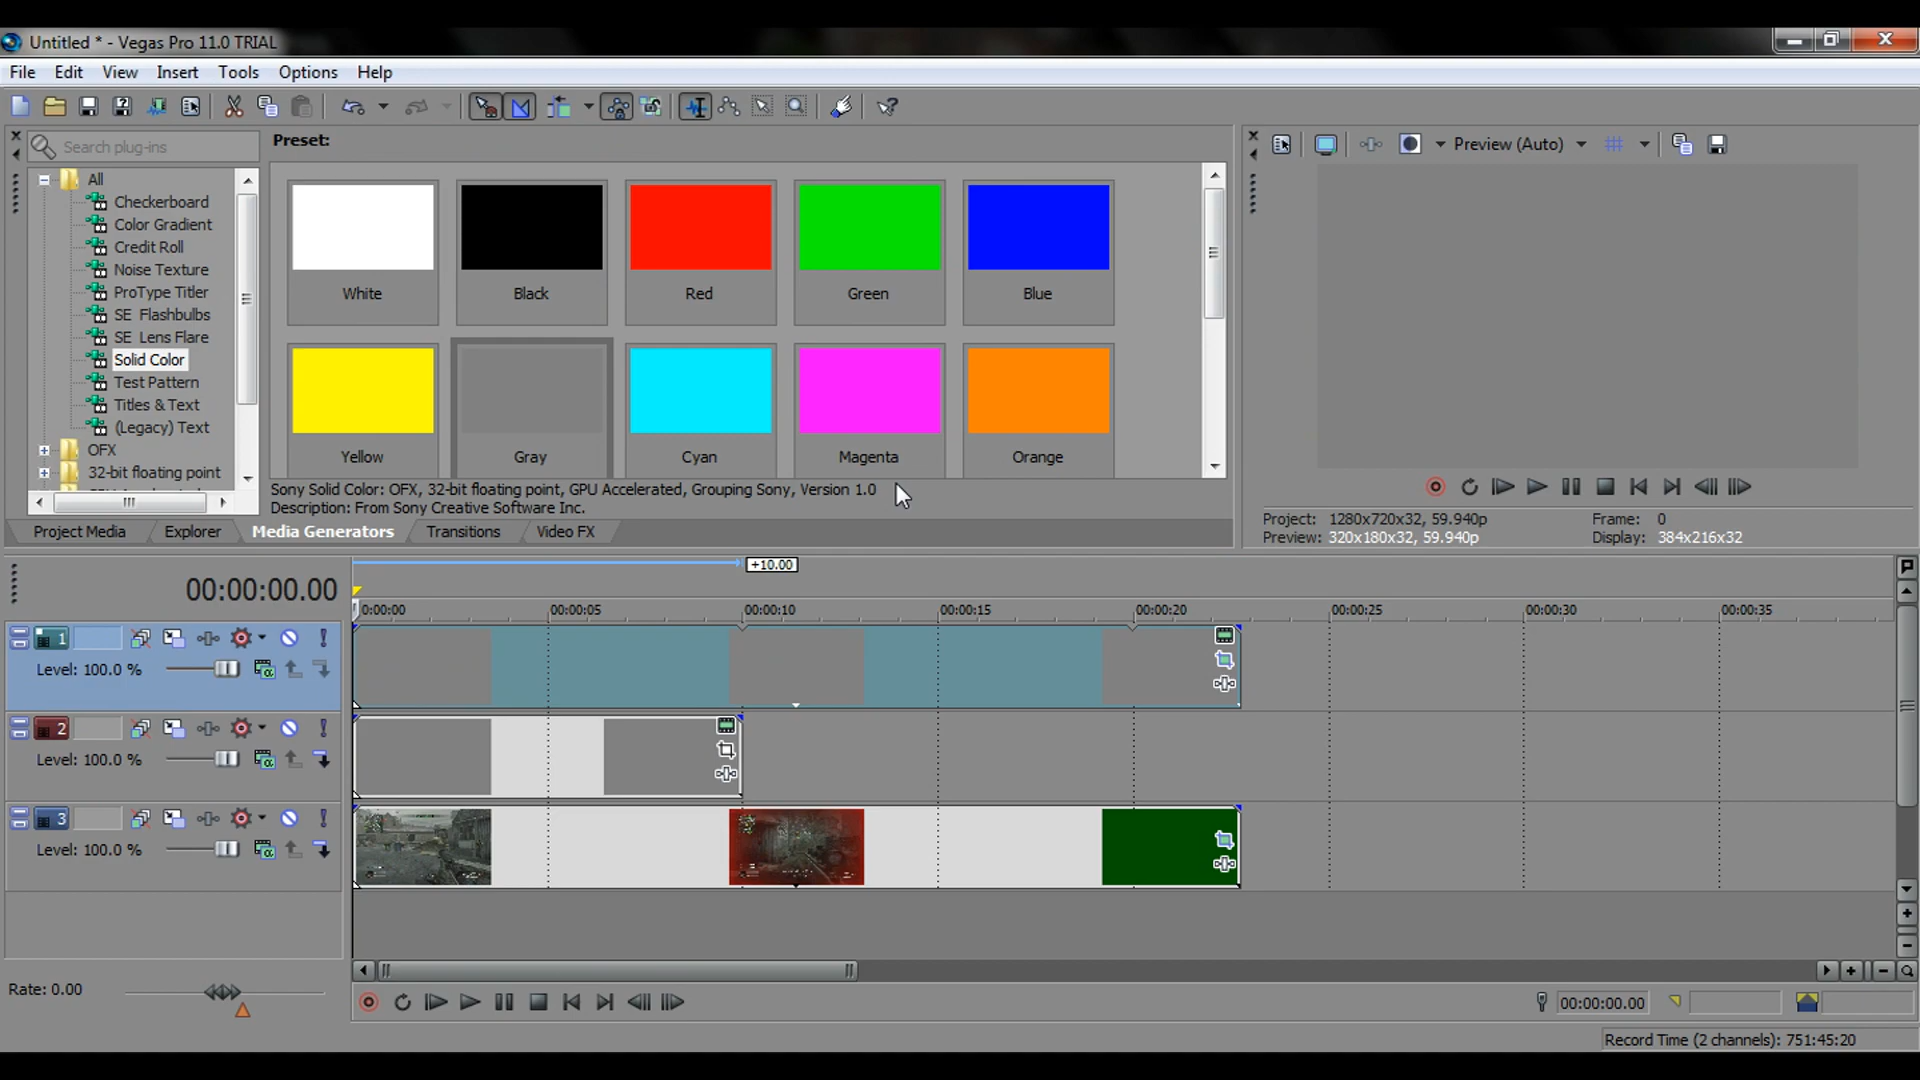 Untitled * - Vegas Pro 11.0 TRIAL
File Edit View Insert Tools Options Help
Search plug-ins
Preset:
Preview (Auto)
All
Checkerboard
Color Gradient
Credit Roll
Noise Texture
ProType Titler
SE Flashbulbs
SE Lens Flare
Solid Color
Test Pattern
Titles & Text
(Legacy) Text
OFX
32-bit floating point
White Black Red Green Blue
Yellow Gray Cyan Magenta Orange
Sony Solid Color: OFX, 32-bit floating point, GPU Accelerated, Grouping Sony, Version 1.0
Description: From Sony Creative Software Inc.
Project Media Explorer Media Generators Transitions Video FX
Project: 1280x720x32, 59.940p Frame: 0
Preview: 320x180x32, 59.940p Display: 384x216x32
+10.00
00:00:00.00
0:00:00 00:00:05 00:00:10 00:00:15 00:00:20 00:00:25 00:00:30 00:00:35
1
Level: 100.0 %
2
Level: 100.0 %
3
Level: 100.0 %
Rate: 0.00
00:00:00.00
Record Time (2 channels): 751:45:20